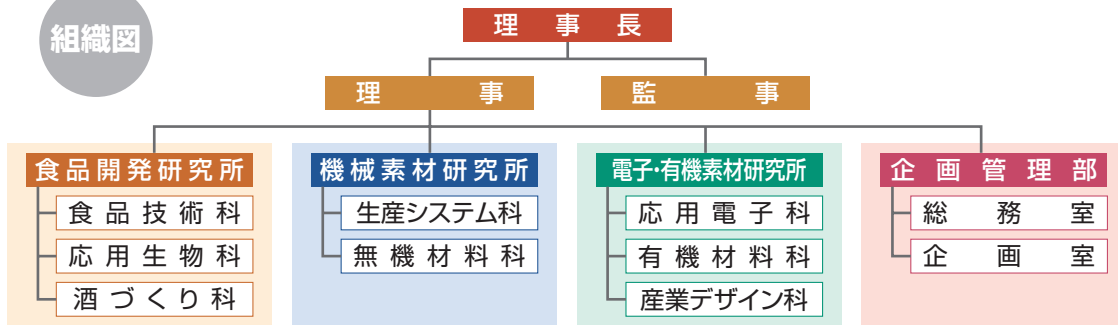 組織図
理事長
理事
監事
食品開発研究所
食品技術科
応用生物科
酒づくり科
機械素材研究所
生産システム科
無機材料科
電子・有機素材研究所
応用電子科
有機材料科
産業デザイン科
企画管理部
総務室
企画室